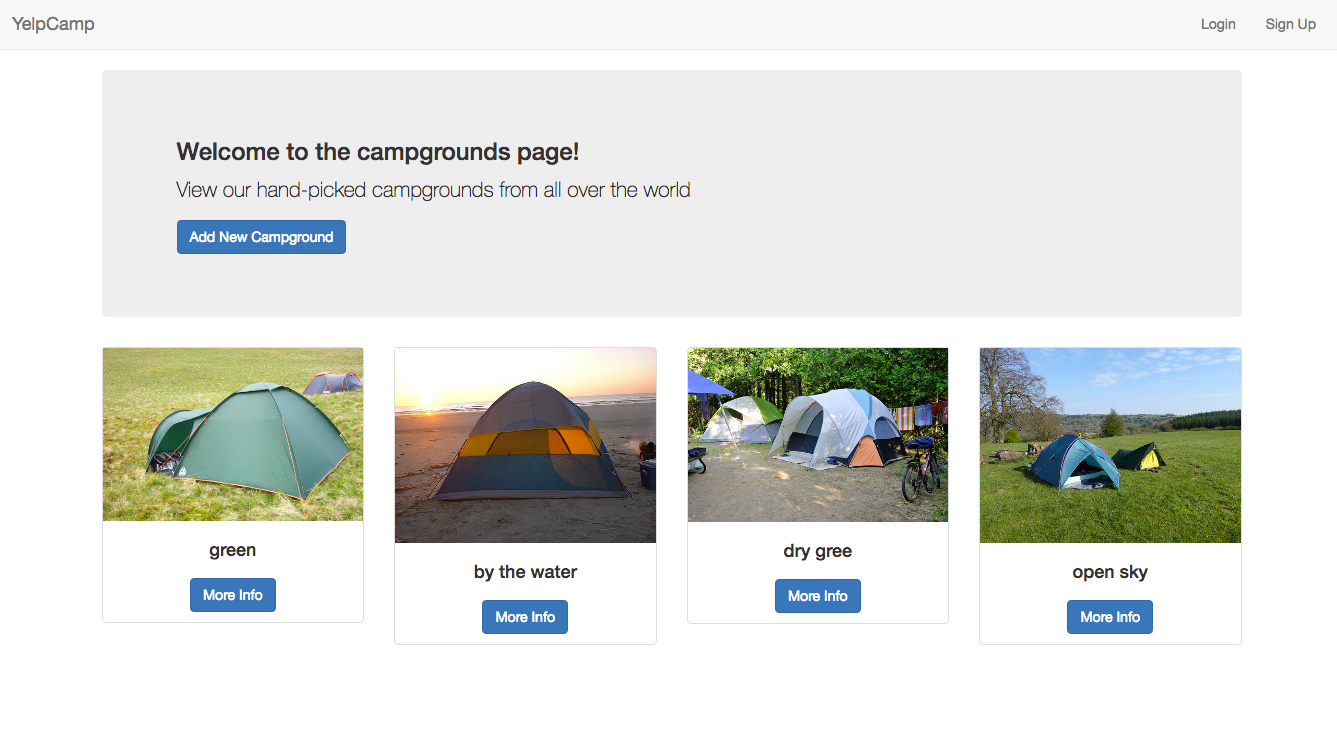 YelpCamp
Login
Sign Up
Welcome to the campgrounds page!
View our hand-picked campgrounds from all over the world
Add New Campground
green
More Info
by the water
More Info
dry gree
More Info
open sky
More Info